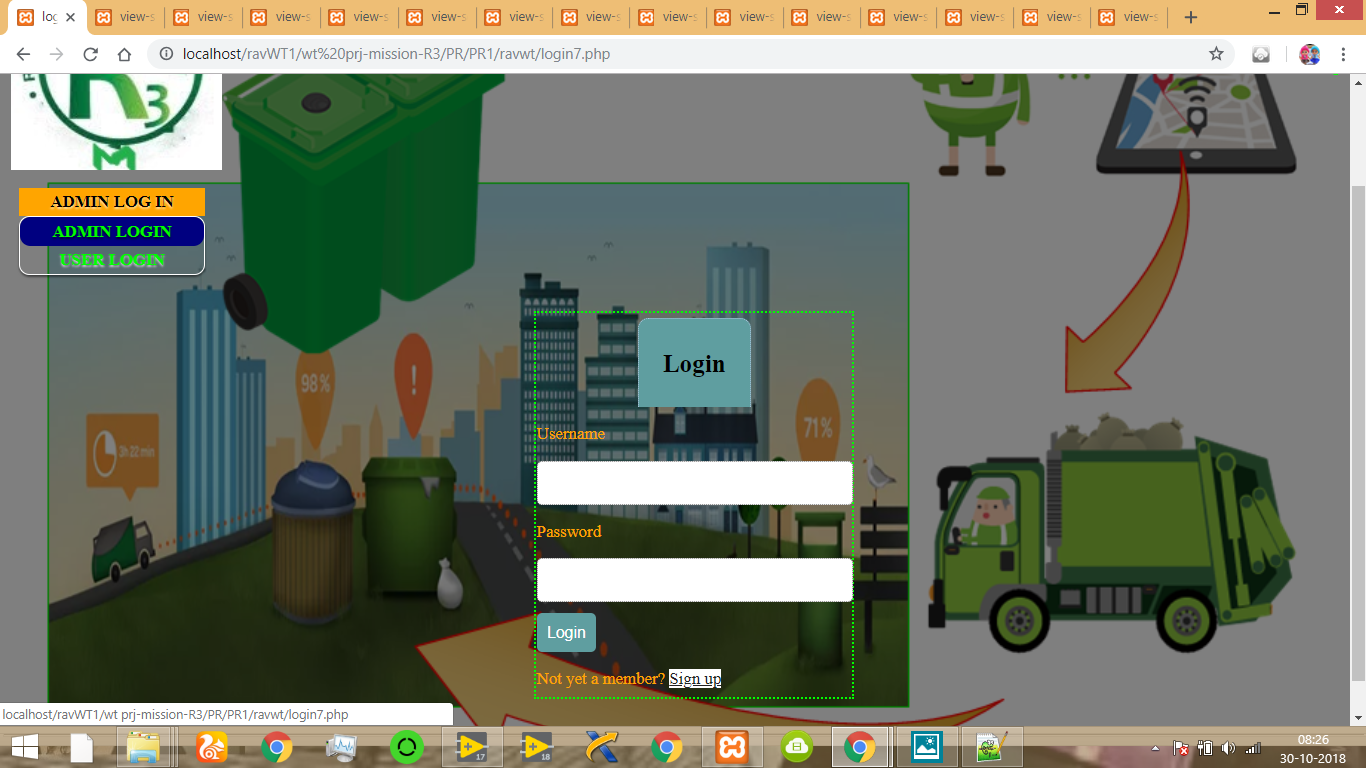 lo
view-s
view-s
view-s
view-s
view-s
view-s
view-s
view-s
view-s
view-s
view-s
view-s
view-s
view-s
localhost/ravWT1/wt%20prj-mission-R3/PR/PR1/ravwt/login7.php
R3
M
ADMIN LOG IN
ADMIN LOGIN
USER LOGIN
98%
!
3h 22 min
71%
Login
Username
Password
Login
Not yet a member? Sign up
localhost/ravWT1/wt prj-mission-R3/PR/PR1/ravwt/login7.php
17
18
08:26
30-10-2018